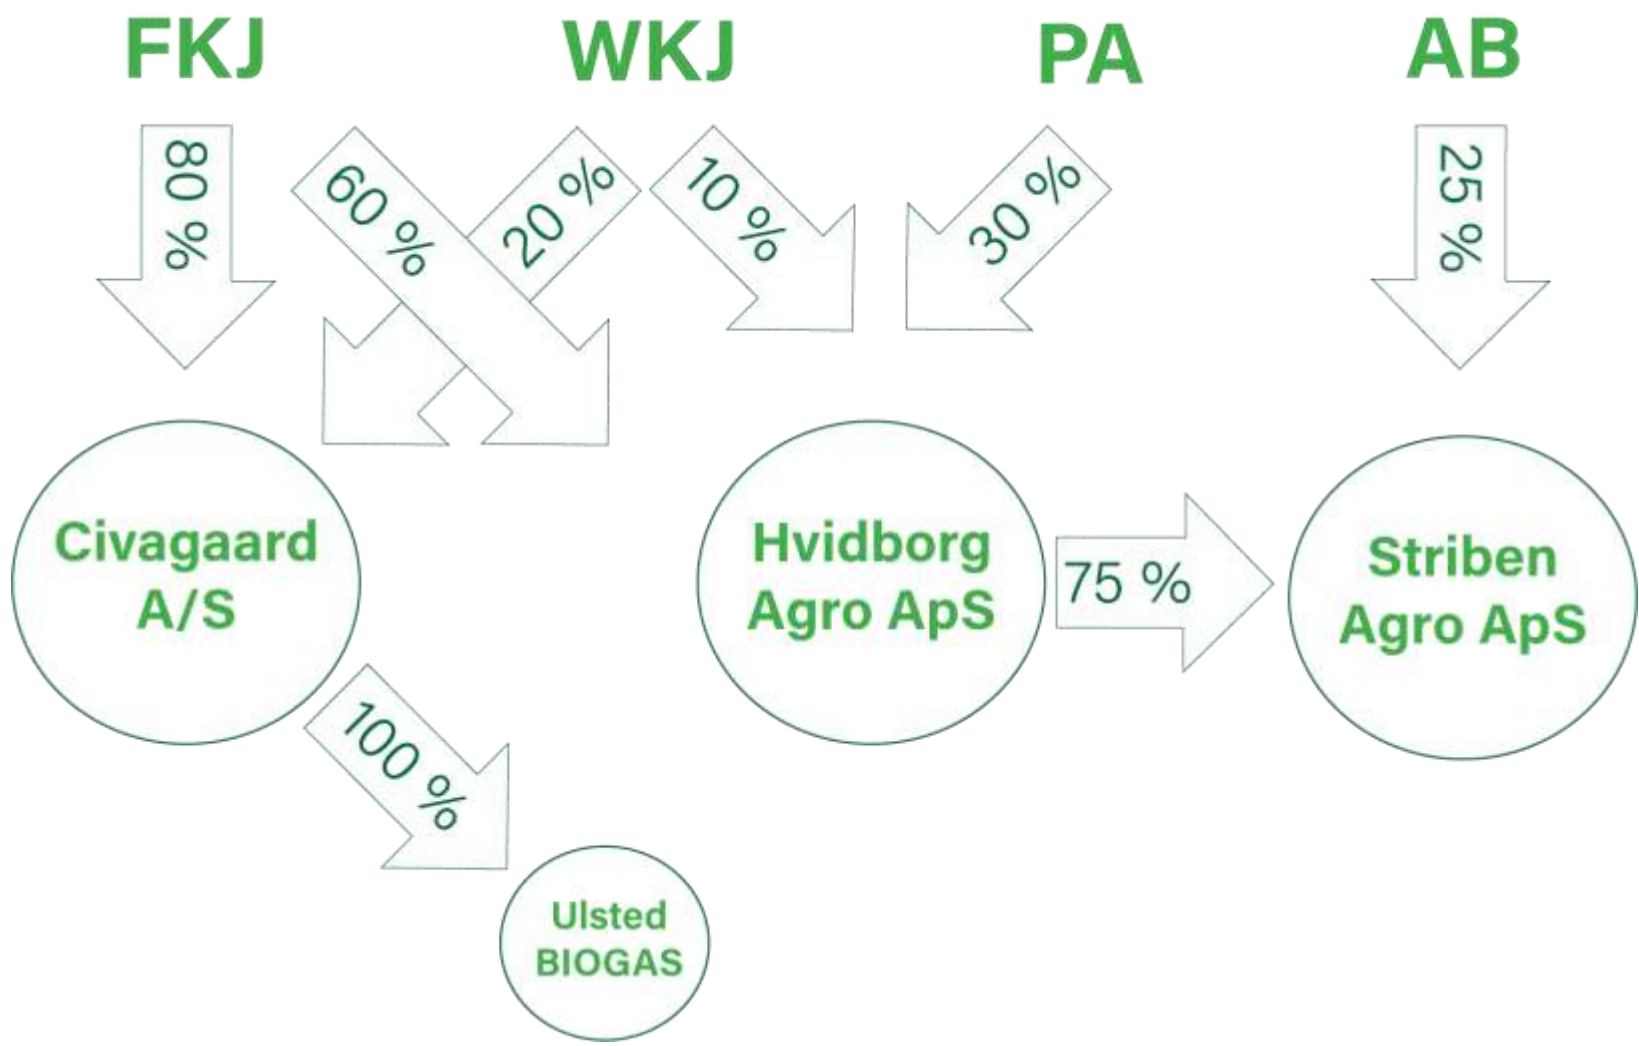 FKJ
WKJ
PA
AB
80 %
60 %
20 %
10 %
30 %
25 %
Civagaard
A/S
Hvidborg
Agro ApS
75 %
Striben
Agro ApS
100 %
Ulsted
BIOGAS